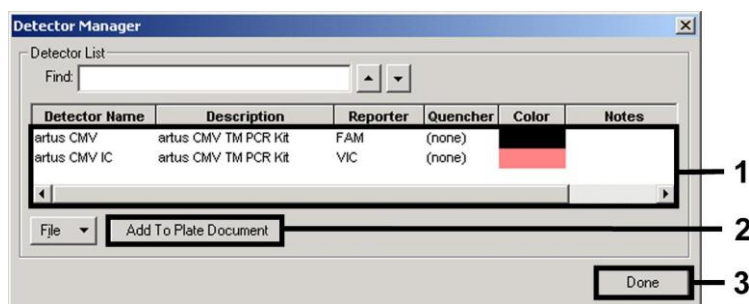 Detector Manager
Detector List
Find:
Detector Name Description Reporter Quencher Color Notes
artus CMV artus CMV TM PCR Kit FAM (none)
artus CMV IC artus CMV TM PCR Kit VIC (none)
1
File Add To Plate Document 2
Done 3